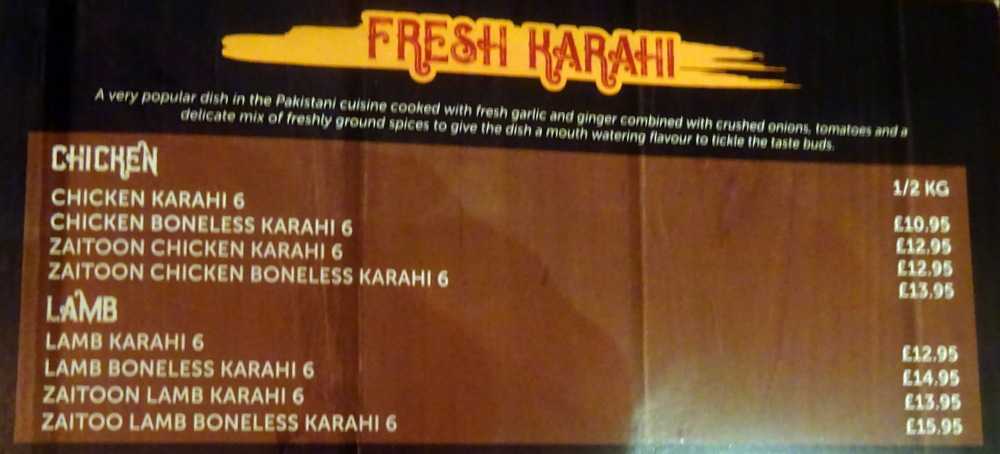 FRESH KARAHI
A very popular dish in the Pakistani cuisine cooked with fresh garlic and ginger combined with crushed onions, tomatoes and a
delicate mix of freshly ground spices to give the dish a mouth watering flavour to tickle the taste buds.
CHICKEN
1/2 KG
CHICKEN KARAHI 6 £10.95
CHICKEN BONELESS KARAHI 6 £12.95
ZAITOON CHICKEN KARAHI 6 £12.95
ZAITOON CHICKEN BONELESS KARAHI 6 £13.95
LAMB
LAMB KARAHI 6 £12.95
LAMB BONELESS KARAHI 6 £14.95
ZAITOON LAMB KARAHI 6 £13.95
ZAITOO LAMB BONELESS KARAHI 6 £15.95